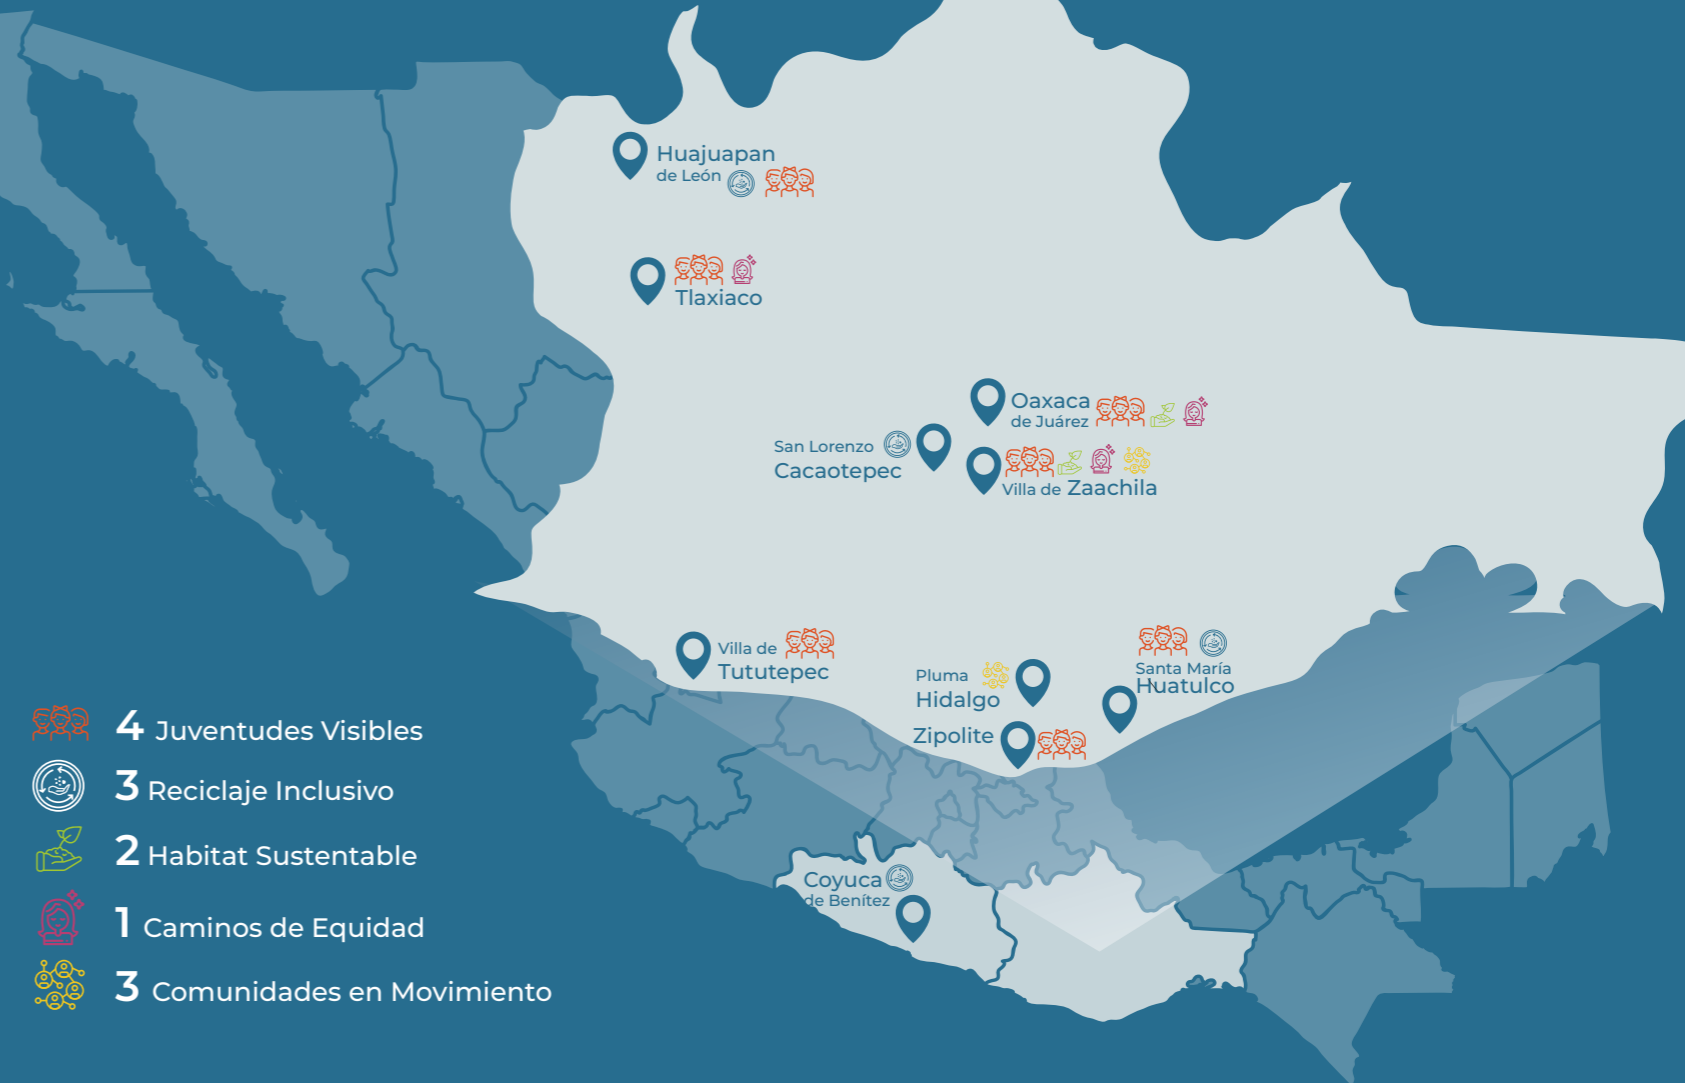 Huajuapan
de León
Tlaxiaco
Oaxaca
de Juárez
San Lorenzo
Cacaotepec
Villa de Zaachila
Villa de
Tututepec
Pluma
Hidalgo
Zipolite
Santa María
Huatulco
Coyuca
de Benítez
4 Juventudes Visibles
3 Reciclaje Inclusivo
2 Habitat Sustentable
1 Caminos de Equidad
3 Comunidades en Movimiento